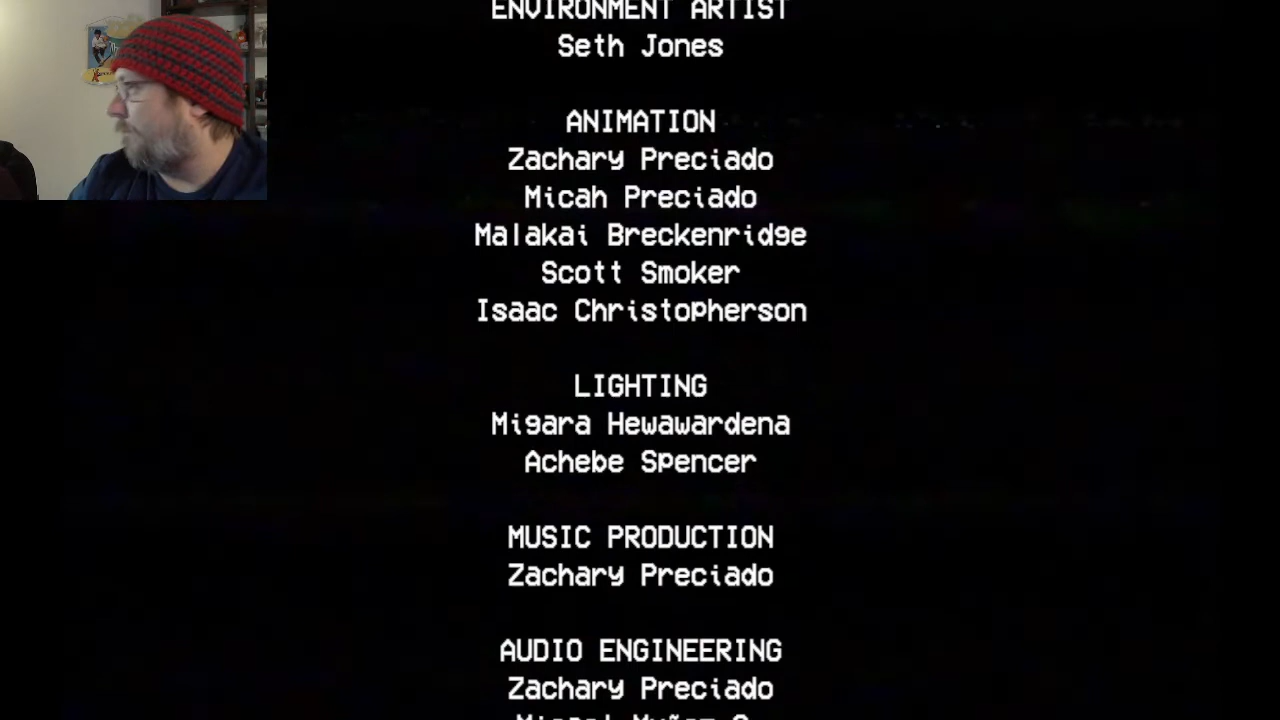 ENVIRONMENT ARTIST
Seth Jones
ANIMATION
Zachary Preciado
Micah Preciado
Malakai Breckenridge
Scott Smoker
Isaac Christopherson
LIGHTING
Migara Hewawardena
Achebe Spencer
MUSIC PRODUCTION
Zachary Preciado
AUDIO ENGINEERING
Zachary Preciado